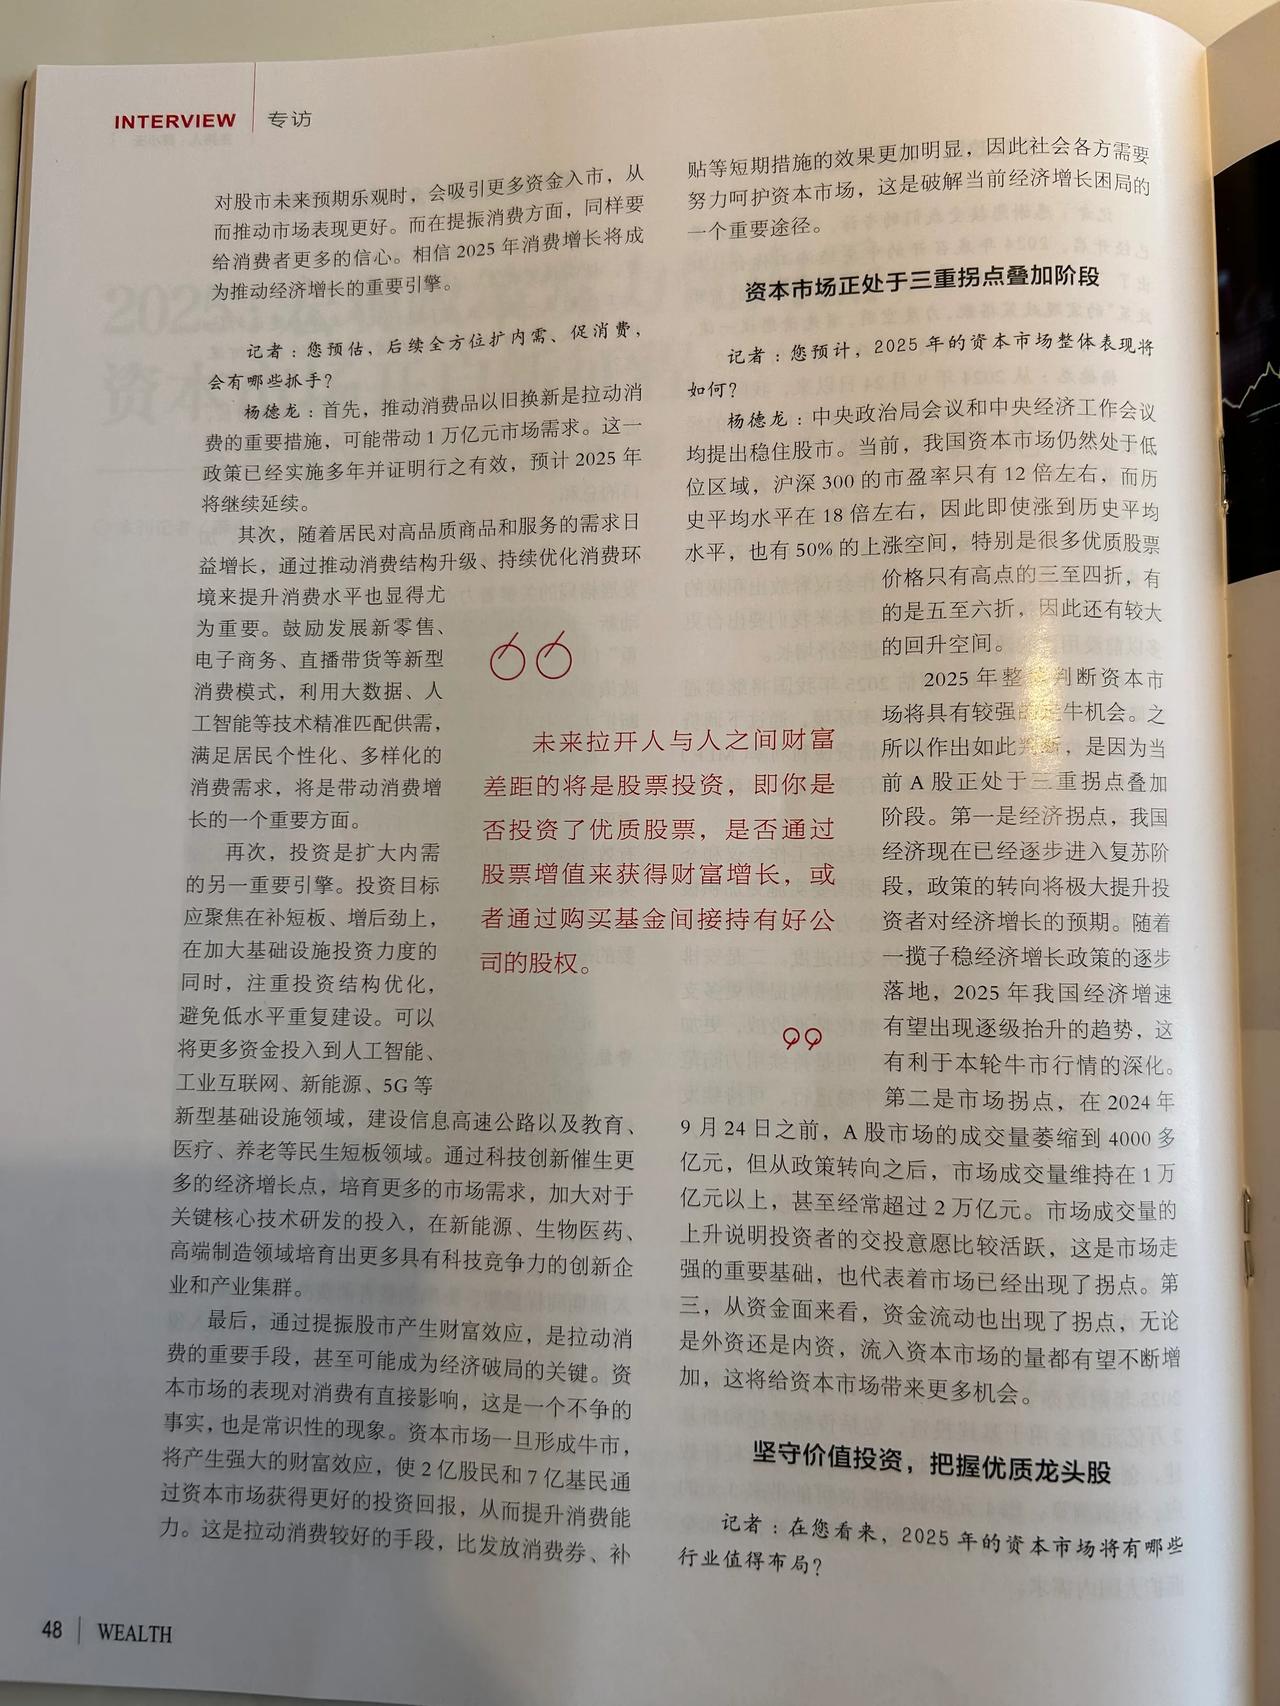 INTERVIEW 专访
对股市未来预期乐观时，会吸引更多资金入市，从
而推动市场表现更好。而在提振消费方面，同样要
给消费者更多的信心。相信 2025 年消费增长将成
为推动经济增长的重要引擎。
记者：您预估，后续全方位扩内需、促消费，
会有哪些抓手？
杨德龙：首先，推动消费品以旧换新是拉动消
费的重要措施，可能带动 1 万亿元市场需求。这一
政策已经实施多年并证明行之有效，预计 2025 年
将继续延续。
其次，随着居民对高品质商品和服务的需求日
益增长，通过推动消费结构升级、持续优化消费环
境来提升消费水平也显得尤
为重要。鼓励发展新零售、
电子商务、直播带货等新型
消费模式，利用大数据、人
工智能等技术精准匹配供需，
满足居民个性化、多样化的
消费需求，将是带动消费增
长的一个重要方面。
再次，投资是扩大内需
的另一重要引擎。投资目标
应聚焦在补短板、增后劲上，
在加大基础设施投资力度的
同时，注重投资结构优化，
避免低水平重复建设。可以
将更多资金投入到人工智能、
工业互联网、新能源、5G 等
新型基础设施领域，建设信息高速公路以及教育、
医疗、养老等民生短板领域。通过科技创新催生更
多的经济增长点，培育更多的市场需求，加大对于
关键核心技术研发的投入，在新能源、生物医药、
高端制造领域培育出更多具有科技竞争力的创新企
业和产业集群。
最后，通过提振股市产生财富效应，是拉动消
费的重要手段，甚至可能成为经济破局的关键。资
本市场的表现对消费有直接影响，这是一个不争的
事实，也是常识性的现象。资本市场一旦形成牛市，
将产生强大的财富效应，使 2 亿股民和 7 亿基民通
过资本市场获得更好的投资回报，从而提升消费能
力。这是拉动消费较好的手段，比发放消费券、补
未来拉开人与人之间财富
差距的将是股票投资，即你是
否投资了优质股票，是否通过
股票增值来获得财富增长，或
者通过购买基金间接持有好公
司的股权。
贴等短期措施的效果更加明显，因此社会各方需要
努力呵护资本市场，这是破解当前经济增长困局的
一个重要途径。
资本市场正处于三重拐点叠加阶段
记者：您预计，2025 年的资本市场整体表现将
如何？
杨德龙：中央政治局会议和中央经济工作会议
均提出稳住股市。当前，我国资本市场仍然处于低
位区域，沪深 300 的市盈率只有 12 倍左右，而历
史平均水平在 18 倍左右，因此即使涨到历史平均
水平，也有 50% 的上涨空间，特别是很多优质股票
价格只有高点的三至四折，有
的是五至六折，因此还有较大
的回升空间。
2025 年整体判断资本市
场将具有较强的走牛机会。之
所以作出如此判断，是因为当
前 A 股正处于三重拐点叠加
阶段。第一是经济拐点，我国
经济现在已经逐步进入复苏阶
段，政策的转向将极大提升投
资者对经济增长的预期。随着
一揽子稳经济增长政策的逐步
落地，2025 年我国经济增速
有望出现逐级抬升的趋势，这
有利于本轮牛市行情的深化。
第二是市场拐点，在 2024 年
9 月 24 日之前，A 股市场的成交量萎缩到 4000 多
亿元，但从政策转向之后，市场成交量维持在 1 万
亿元以上，甚至经常超过 2 万亿元。市场成交量的
上升说明投资者的交投意愿比较活跃，这是市场走
强的重要基础，也代表着市场已经出现了拐点。第
三，从资金面来看，资金流动也出现了拐点，无论
是外资还是内资，流入资本市场的量都有望不断增
加，这将给资本市场带来更多机会。
坚守价值投资，把握优质龙头股
记者：在您看来，2025 年的资本市场将有哪些
行业值得布局？
48 WEALTH